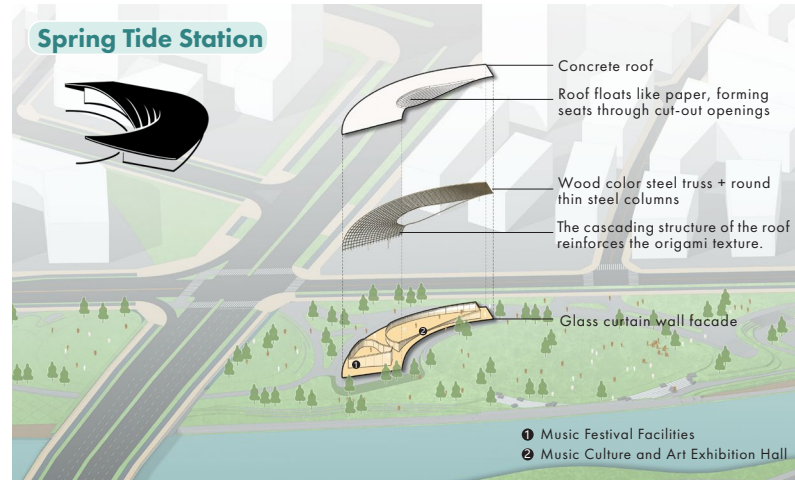 Spring Tide Station
Concrete roof
Roof floats like paper, forming
seats through cut-out openings
Wood color steel truss + round
thin steel columns
The cascading structure of the roof
reinforces the origami texture.
Glass curtain wall facade
❷
❶
❶ Music Festival Facilities
❷ Music Culture and Art Exhibition Hall